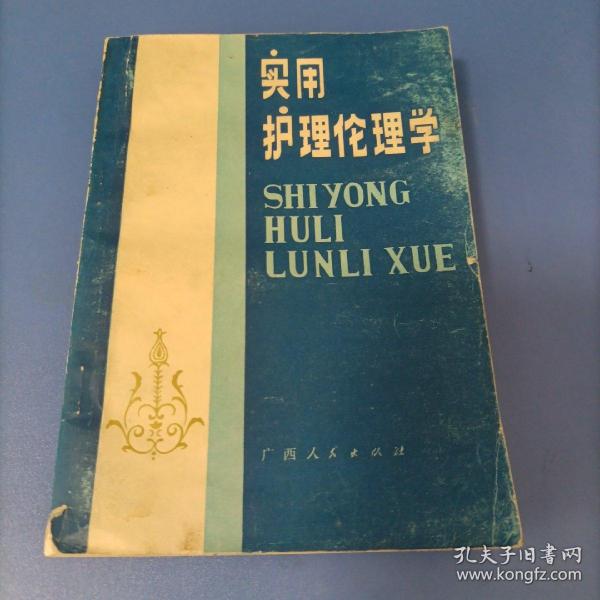 实用
护理伦理学
SHI YONG
HULI
LUNLI XUE
广西人民出版社
孔夫子旧书网
www.kongfz.com